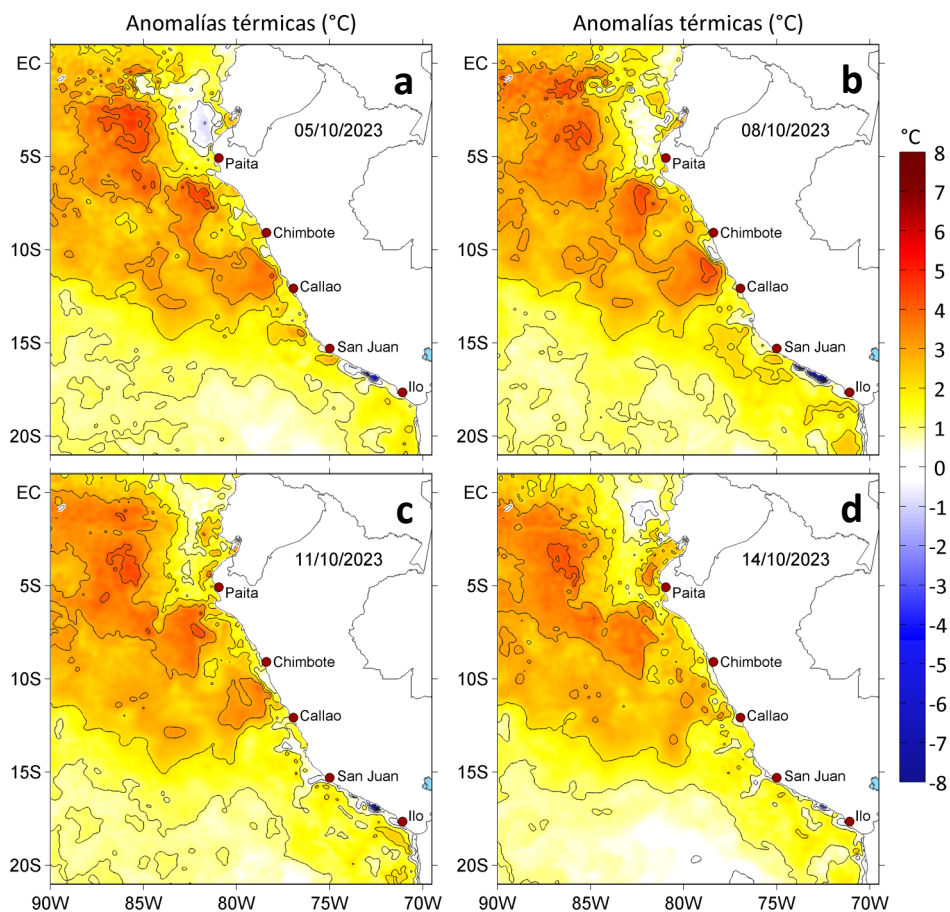 Anomalías térmicas (°C)
Anomalías térmicas (°C)
EC
5S
10S
15S
20S
a
05/10/2023
Paita
Chimbote
Callao
San Juan
Ilo
b
08/10/2023
Paita
Chimbote
Callao
San Juan
Ilo
EC
5S
10S
15S
20S
EC
5S
10S
15S
20S
c
11/10/2023
Paita
Chimbote
Callao
San Juan
Ilo
90W
85W
80W
75W
70W
EC
5S
10S
15S
20S
d
14/10/2023
Paita
Chimbote
Callao
San Juan
Ilo
90W
85W
80W
75W
70W
°C
8
7
6
5
4
3
2
1
0
-1
-2
-3
-4
-5
-6
-7
-8